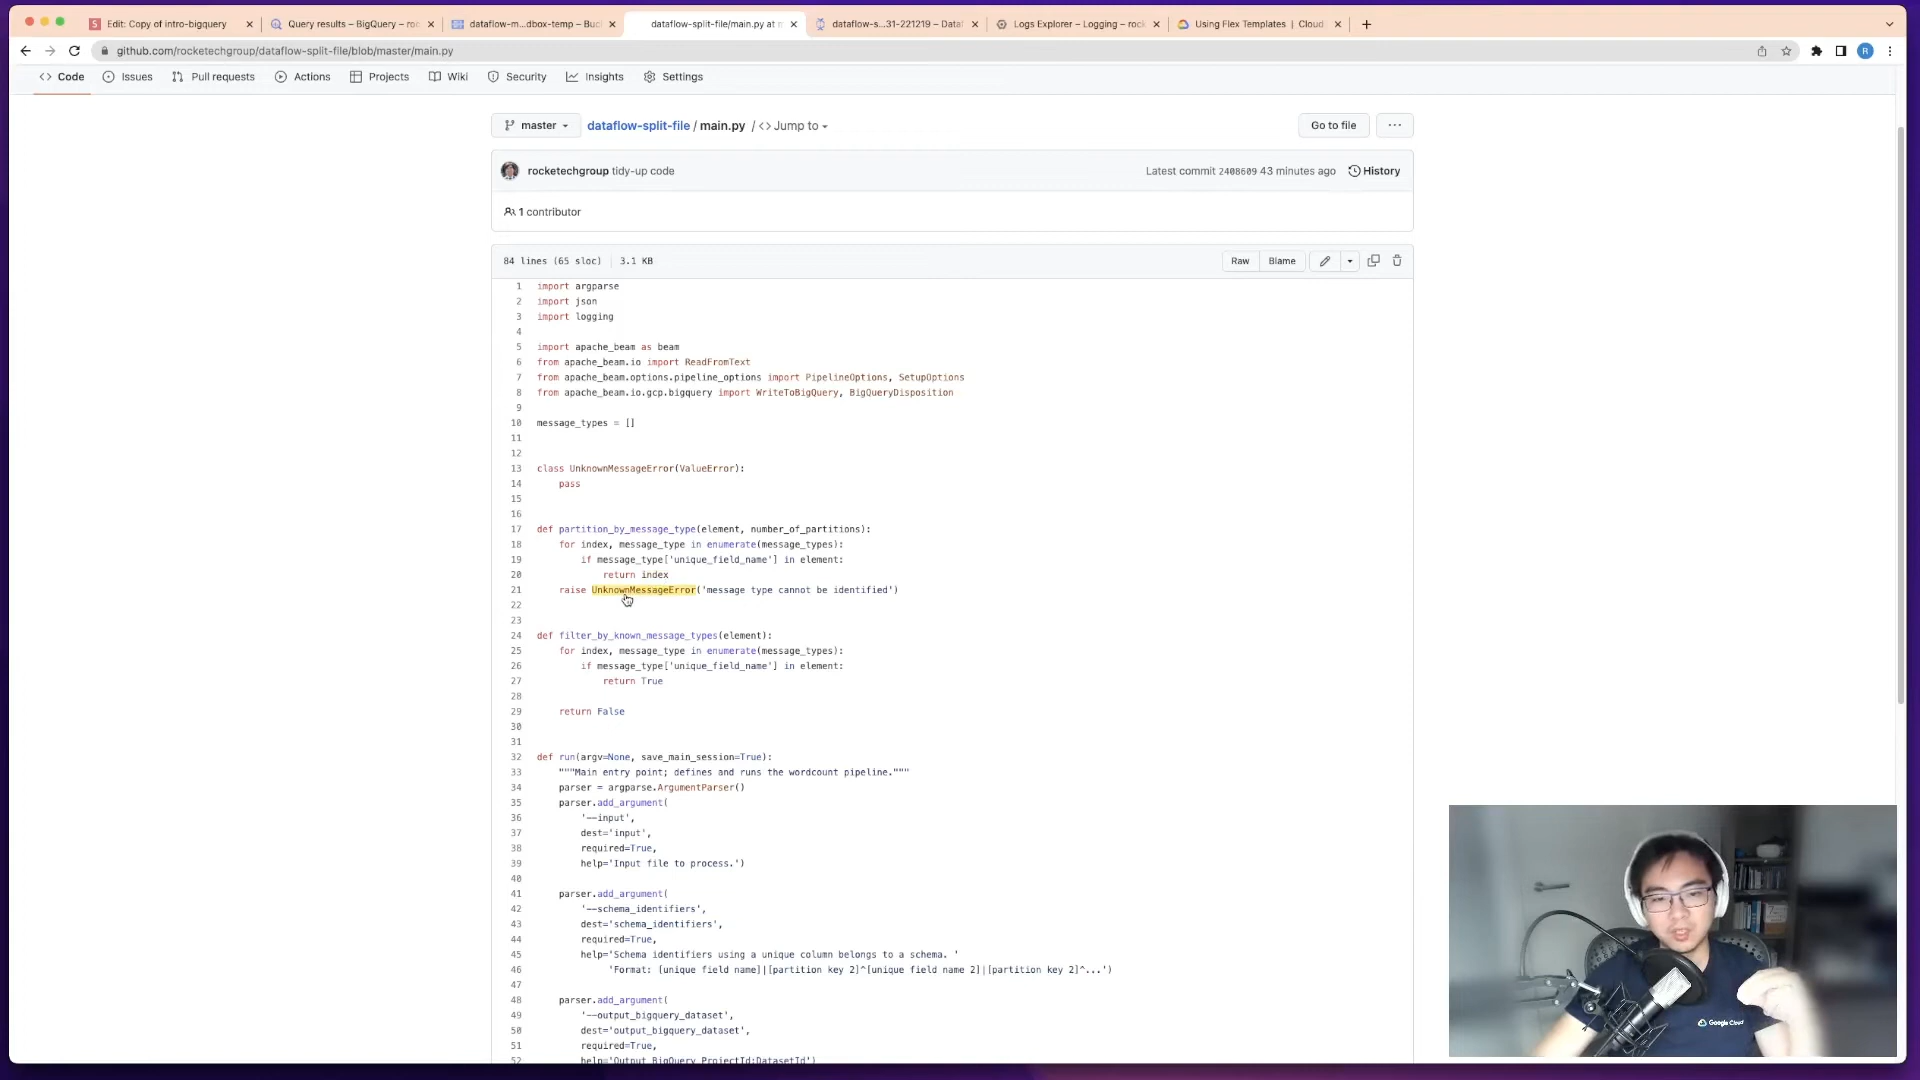 Edit: Copy of intro-bigquery
Query results – BigQuery – ro
dataflow-m...dbox-temp – Buc
dataflow-split-file/main.py at m
dataflow-s...31-221219 – Data
Logs Explorer – Logging – rock
Using Flex Templates | Cloud
github.com/rocketechgroup/dataflow-split-file/blob/master/main.py
R
Code
Issues
Pull requests
Actions
Projects
Wiki
Security
Insights
Settings
master
dataflow-split-file / main.py / <> Jump to
Go to file
...
rocketechgroup tidy-up code
Latest commit 2408609 43 minutes ago
History
1 contributor
84 lines (65 sloc) | 3.1 KB
Raw
Blame
1 import argparse
2 import json
3 import logging
4
5 import apache_beam as beam
6 from apache_beam.io import ReadFromText
7 from apache_beam.options.pipeline_options import PipelineOptions, SetupOptions
8 from apache_beam.io.gcp.bigquery import WriteToBigQuery, BigQueryDisposition
9
10 message_types = []
11
12
13 class UnknownMessageError(ValueError):
14 pass
15
16
17 def partition_by_message_type(element, number_of_partitions):
18 for index, message_type in enumerate(message_types):
19 if message_type['unique_field_name'] in element:
20 return index
21 raise UnknownMessageError('message type cannot be identified')
22
23
24 def filter_by_known_message_types(element):
25 for index, message_type in enumerate(message_types):
26 if message_type['unique_field_name'] in element:
27 return True
28
29 return False
30
31
32 def run(argv=None, save_main_session=True):
33 """Main entry point; defines and runs the wordcount pipeline."""
34 parser = argparse.ArgumentParser()
35 parser.add_argument(
36 '--input',
37 dest='input',
38 required=True,
39 help='Input file to process.')
40
41 parser.add_argument(
42 '--schema_identifiers',
43 dest='schema_identifiers',
44 required=True,
45 help='Schema identifiers using a unique column belongs to a schema. '
46 'Format: [unique field name]|[partition key 2]^[unique field name 2]|[partition key 2]^...')
47
48 parser.add_argument(
49 '--output_bigquery_dataset',
50 dest='output_bigquery_dataset',
51 required=True,
52 help='Output BigQuery ProjectId:DatasetId')
Google Cloud